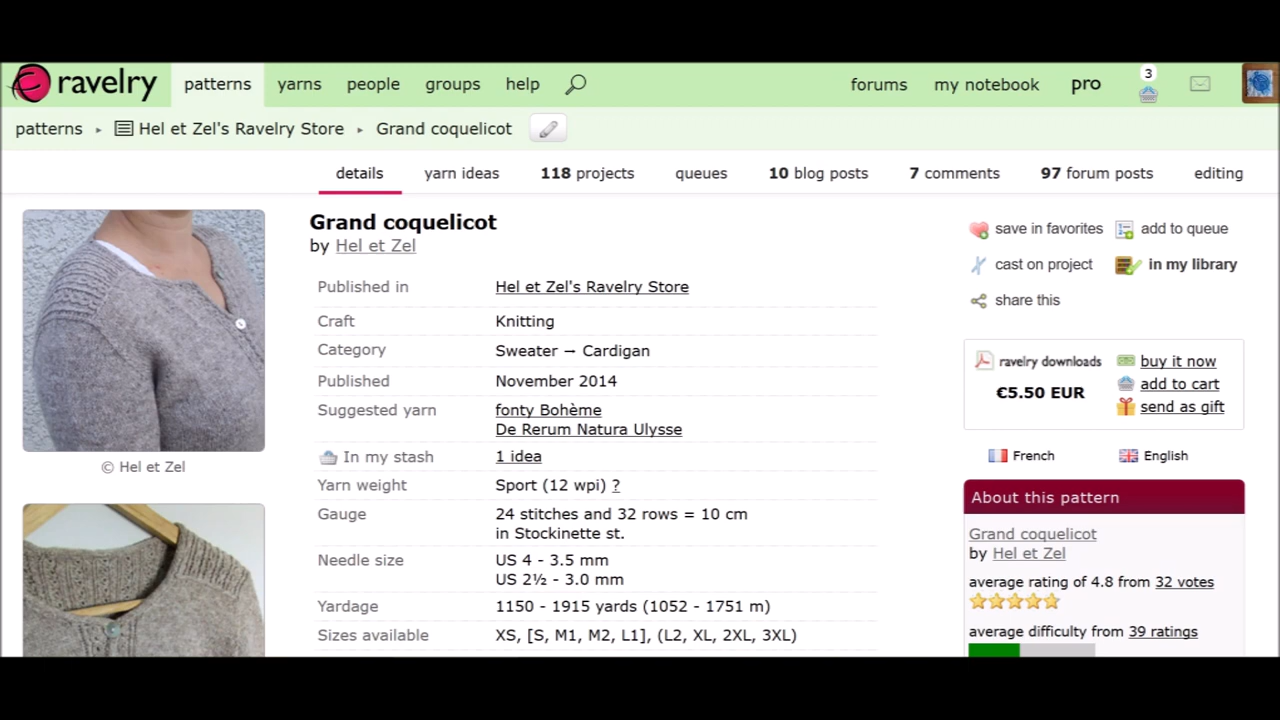 ravelry patterns yarns people groups help forums my notebook pro 3
patterns ▸ Hel et Zel's Ravelry Store ▸ Grand coquelicot
details yarn ideas 118 projects queues 10 blog posts 7 comments 97 forum posts editing
Grand coquelicot
by Hel et Zel
Published in Hel et Zel's Ravelry Store
Craft Knitting
Category Sweater → Cardigan
Published November 2014
Suggested yarn fonty Bohème
De Rerum Natura Ulysse
In my stash 1 idea
Yarn weight Sport (12 wpi) ?
Gauge 24 stitches and 32 rows = 10 cm
in Stockinette st.
Needle size US 4 - 3.5 mm
US 2½ - 3.0 mm
Yardage 1150 - 1915 yards (1052 - 1751 m)
Sizes available XS, [S, M1, M2, L1], (L2, XL, 2XL, 3XL)
© Hel et Zel
save in favorites add to queue
cast on project in my library
share this
ravelry downloads buy it now
€5.50 EUR add to cart
send as gift
French English
About this pattern
Grand coquelicot
by Hel et Zel
average rating of 4.8 from 32 votes
average difficulty from 39 ratings